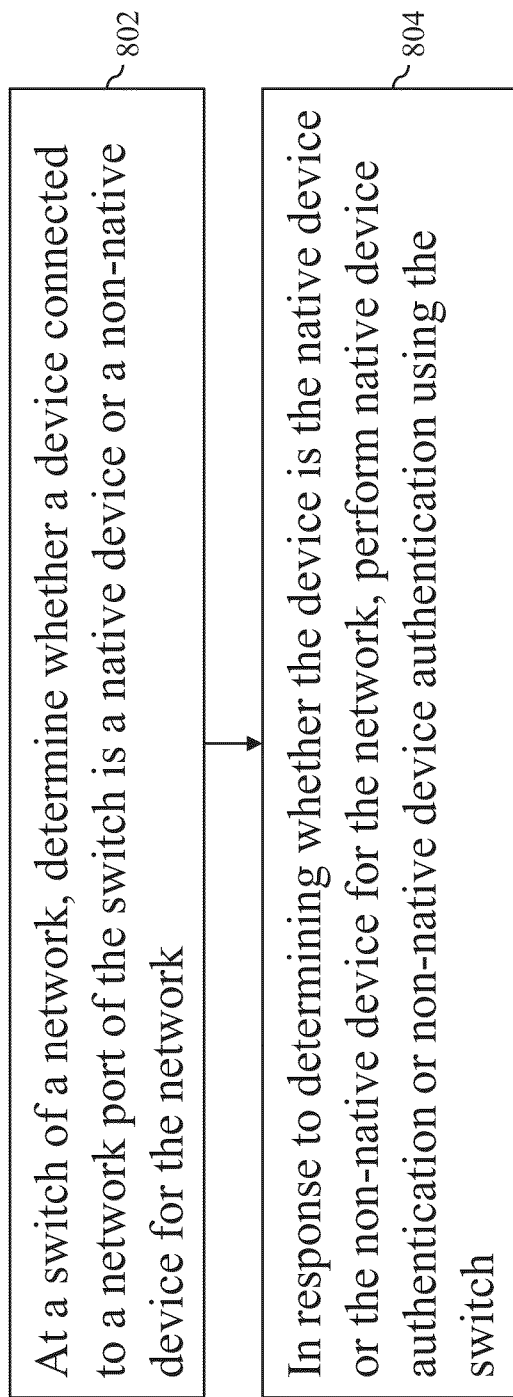 At a switch of a network, determine whether a device connected
to a network port of the switch is a native device or a non-native
device for the network
802
In response to determining whether the device is the native device
or the non-native device for the network, perform native device
authentication or non-native device authentication using the
switch
804